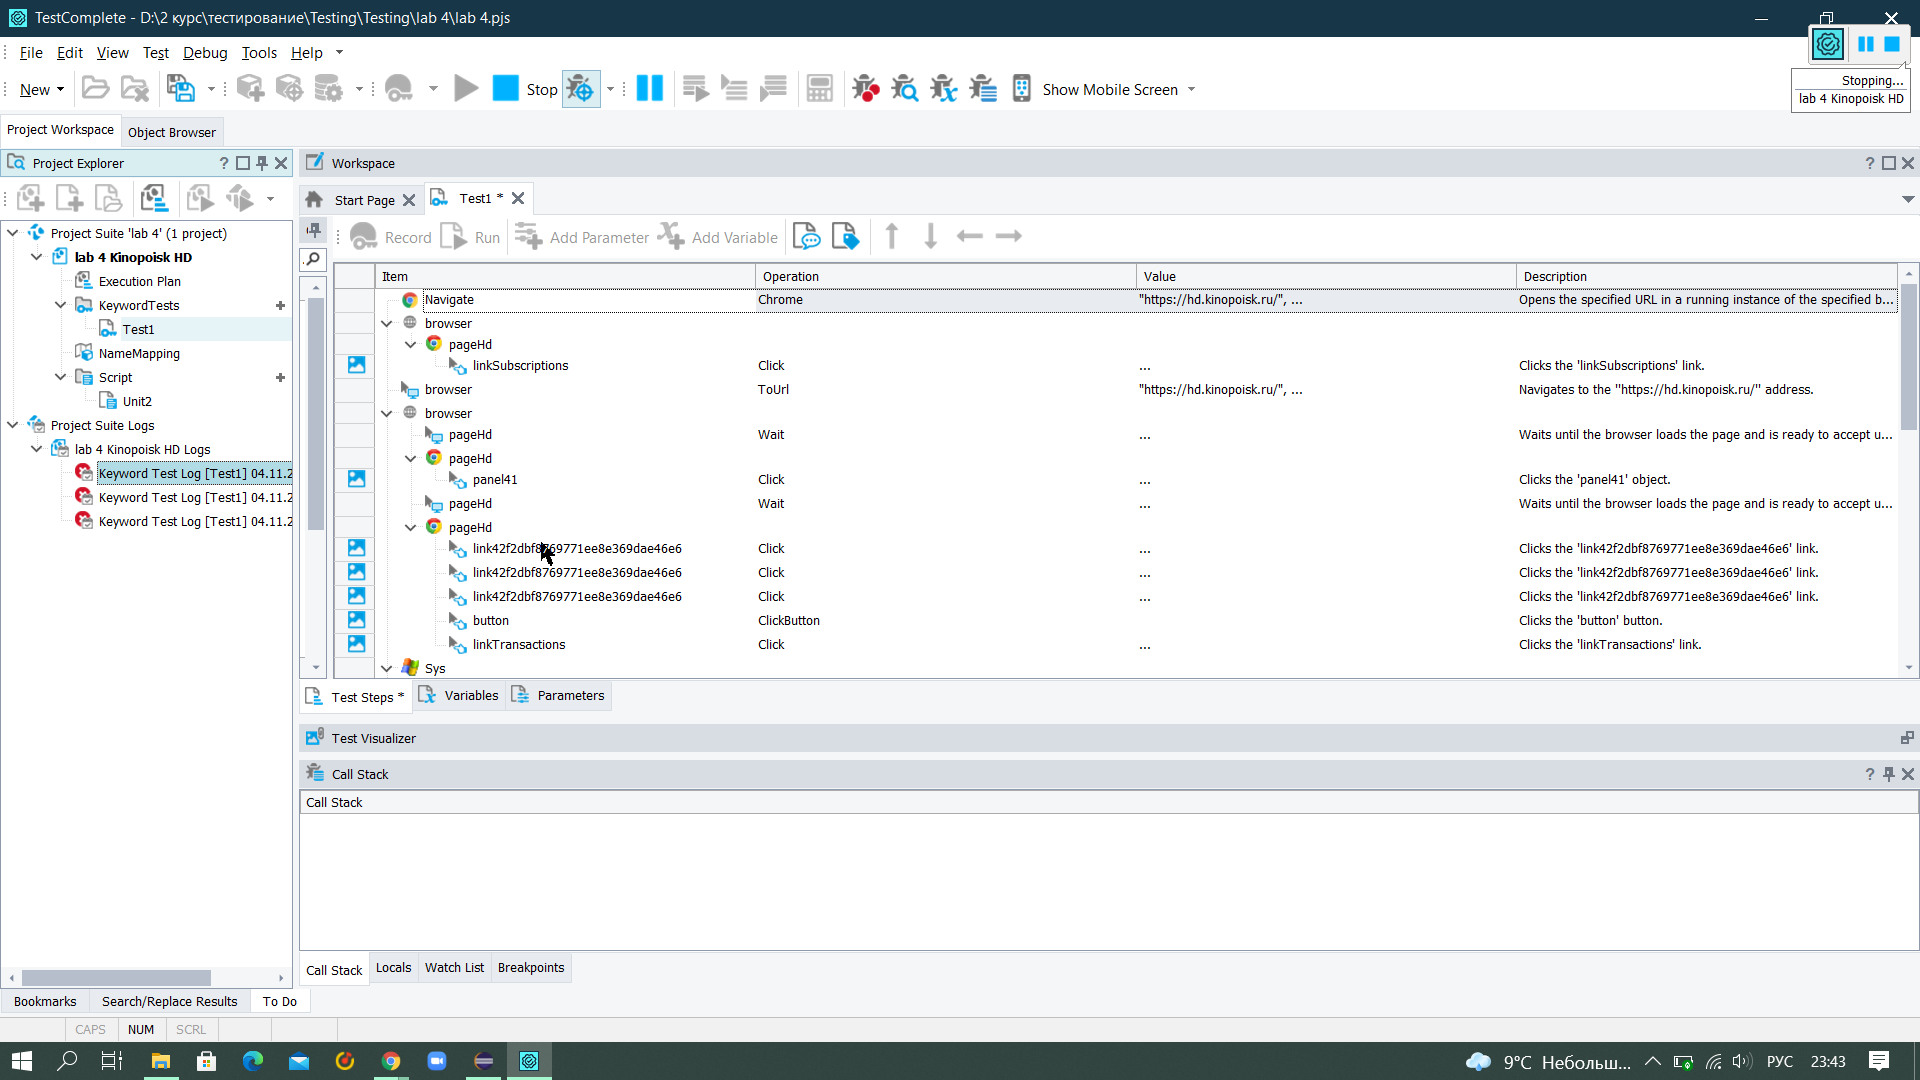 TestComplete - D:\2 курс\тестирование\Testing\Testing\lab 4\lab 4.pjs
File Edit View Test Debug Tools Help
New Stop Show Mobile Screen
Stopping...
lab 4 Kinopoisk HD
Project Workspace Object Browser
Project Explorer ?
Workspace ?
Start Page Test1 *
Record Run Add Parameter Add Variable
Project Suite 'lab 4' (1 project)
lab 4 Kinopoisk HD
Execution Plan
KeywordTests
Test1
NameMapping
Script
Unit2
Project Suite Logs
lab 4 Kinopoisk HD Logs
Keyword Test Log [Test1] 04.11.2
Keyword Test Log [Test1] 04.11.2
Keyword Test Log [Test1] 04.11.2
Item Operation Value Description
Navigate Chrome "https://hd.kinopoisk.ru/", ... Opens the specified URL in a running instance of the specified b...
browser
pageHd
linkSubscriptions Click ... Clicks the 'linkSubscriptions' link.
browser ToUrl "https://hd.kinopoisk.ru/", ... Navigates to the "https://hd.kinopoisk.ru/" address.
browser
pageHd Wait ... Waits until the browser loads the page and is ready to accept u...
pageHd
panel41 Click ... Clicks the 'panel41' object.
pageHd Wait ... Waits until the browser loads the page and is ready to accept u...
pageHd
link42f2dbf8769771ee8e369dae46e6 Click ... Clicks the 'link42f2dbf8769771ee8e369dae46e6' link.
link42f2dbf8769771ee8e369dae46e6 Click ... Clicks the 'link42f2dbf8769771ee8e369dae46e6' link.
link42f2dbf8769771ee8e369dae46e6 Click ... Clicks the 'link42f2dbf8769771ee8e369dae46e6' link.
button ClickButton Clicks the 'button' button.
linkTransactions Click ... Clicks the 'linkTransactions' link.
Sys
Test Steps * Variables Parameters
Test Visualizer
Call Stack ?
Call Stack
Call Stack Locals Watch List Breakpoints
Bookmarks Search/Replace Results To Do
CAPS NUM SCRL
9°C Небольш... РУС 23:43